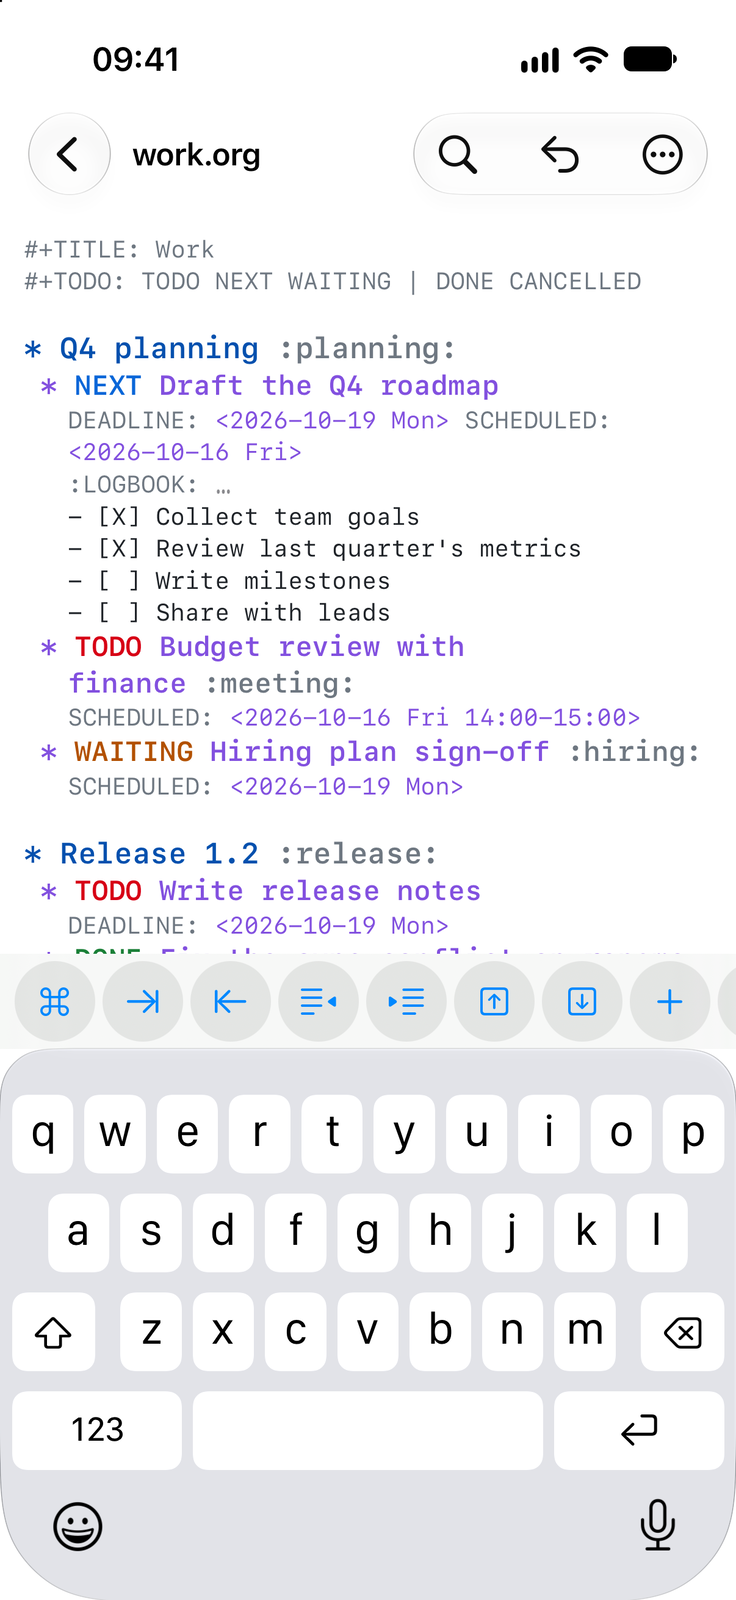 09:41
work.org
#+TITLE: Work
#+TODO: TODO NEXT WAITING | DONE CANCELLED
* Q4 planning :planning:
* NEXT Draft the Q4 roadmap
DEADLINE: <2026-10-19 Mon> SCHEDULED:
<2026-10-16 Fri>
:LOGBOOK: …
- [X] Collect team goals
- [X] Review last quarter's metrics
- [ ] Write milestones
- [ ] Share with leads
* TODO Budget review with
finance :meeting:
SCHEDULED: <2026-10-16 Fri 14:00-15:00>
* WAITING Hiring plan sign-off :hiring:
SCHEDULED: <2026-10-19 Mon>
* Release 1.2 :release:
* TODO Write release notes
DEADLINE: <2026-10-19 Mon>
q w e r t y u i o p
a s d f g h j k l
z x c v b n m
123